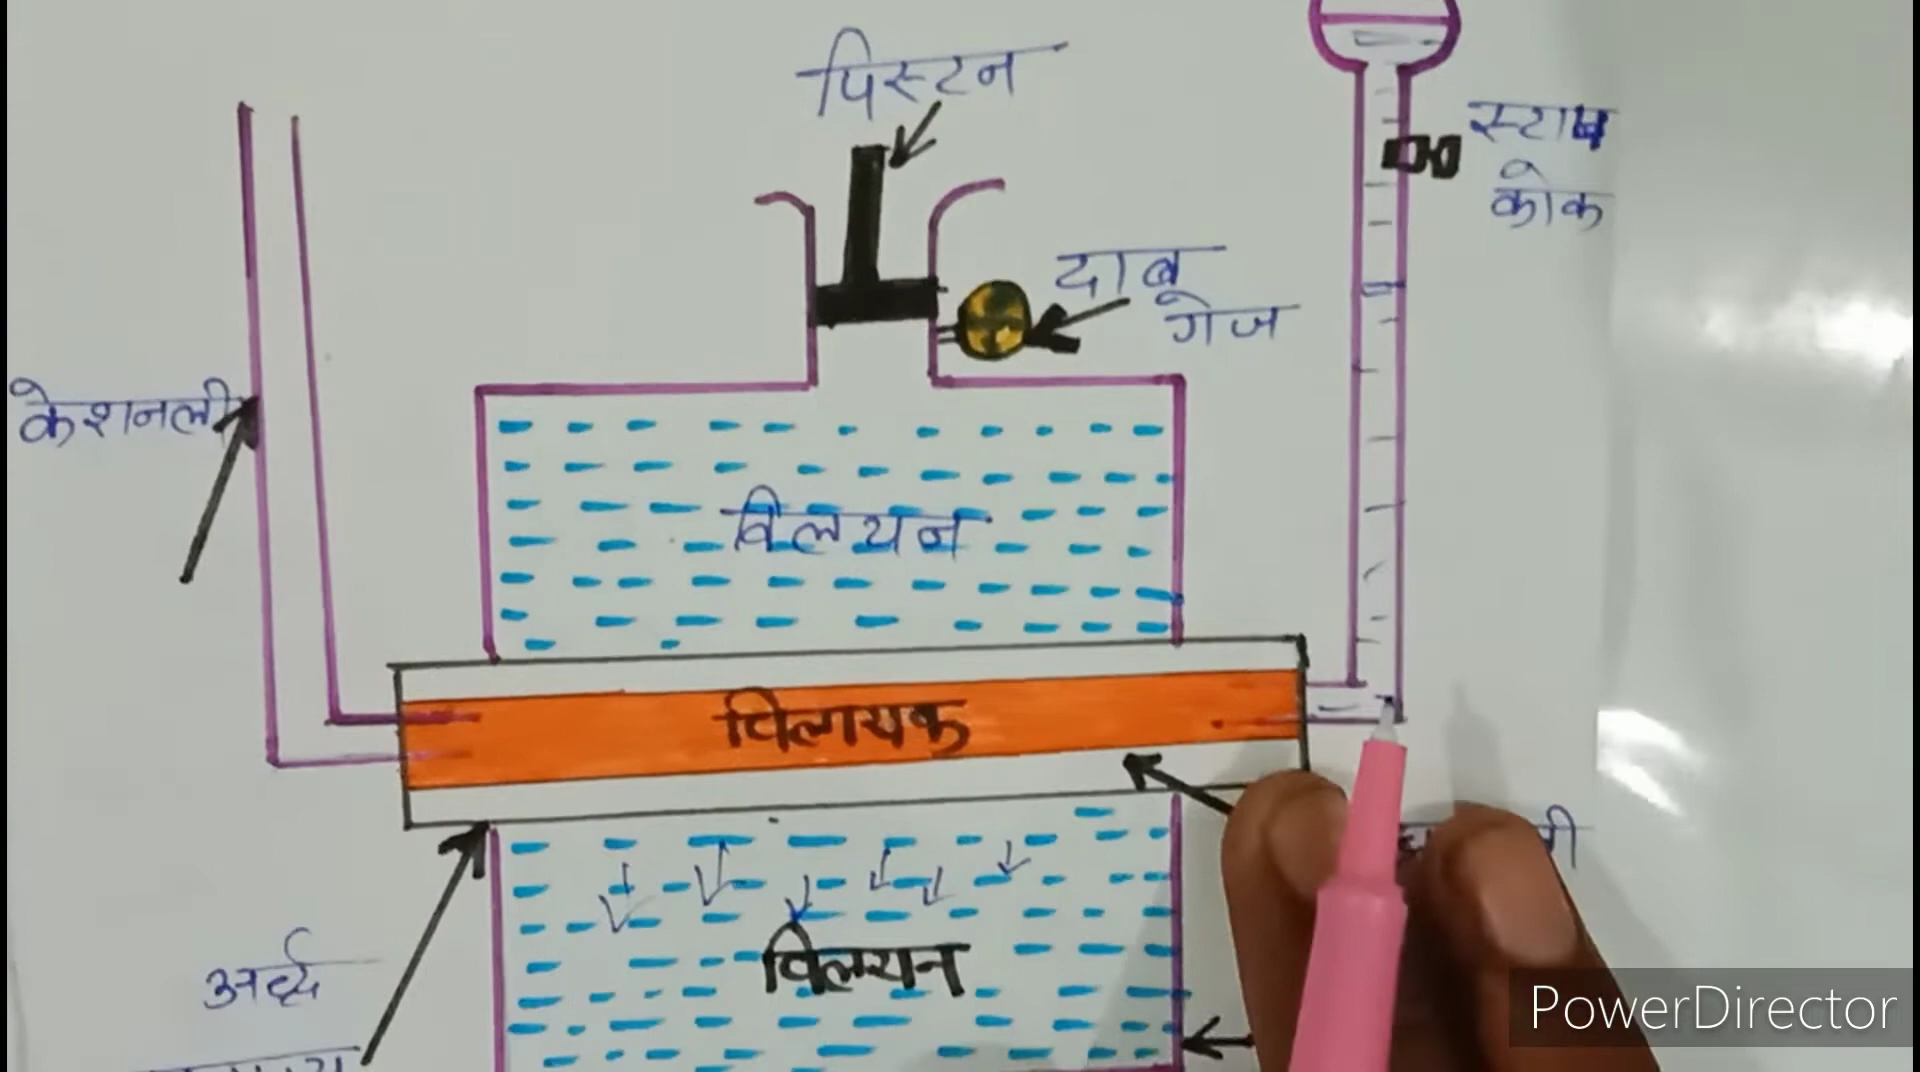 पिस्टन
स्टाप
कोक
दाब
गेज
केशनली
विलयन
विलायक
विलयन
अर्द्ध
PowerDirector